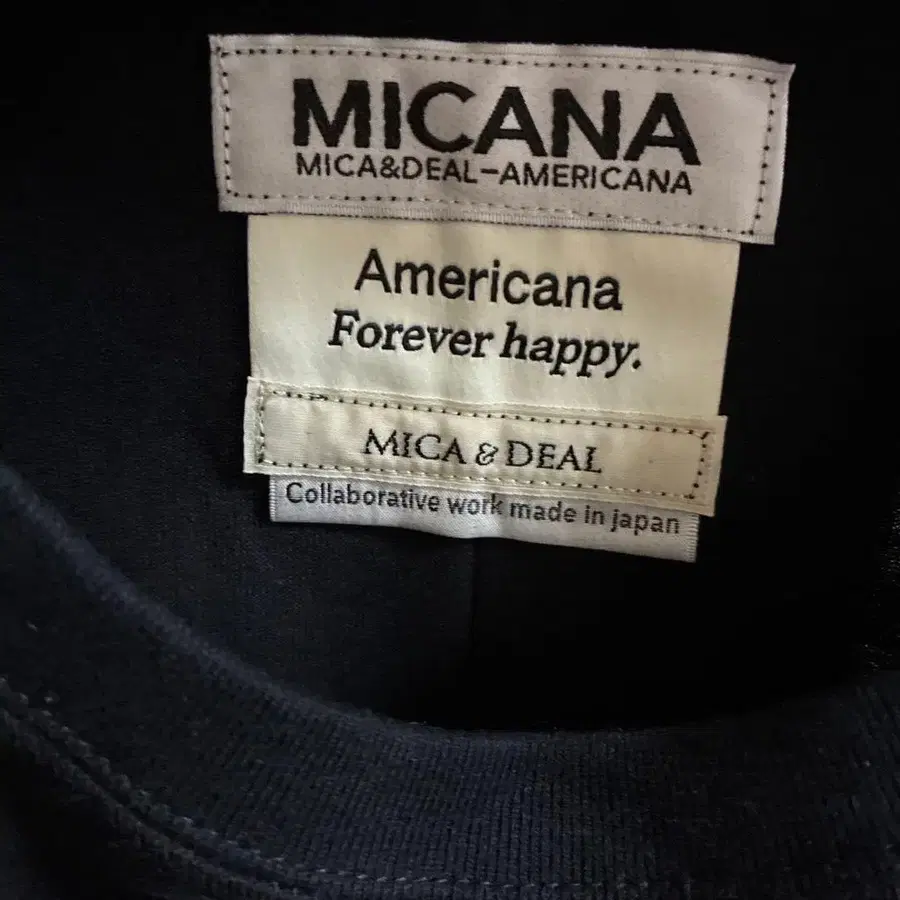 MICANA
MICA&DEAL-AMERICANA
Americana
Forever happy.
MICA & DEAL
Collaborative work made in japan